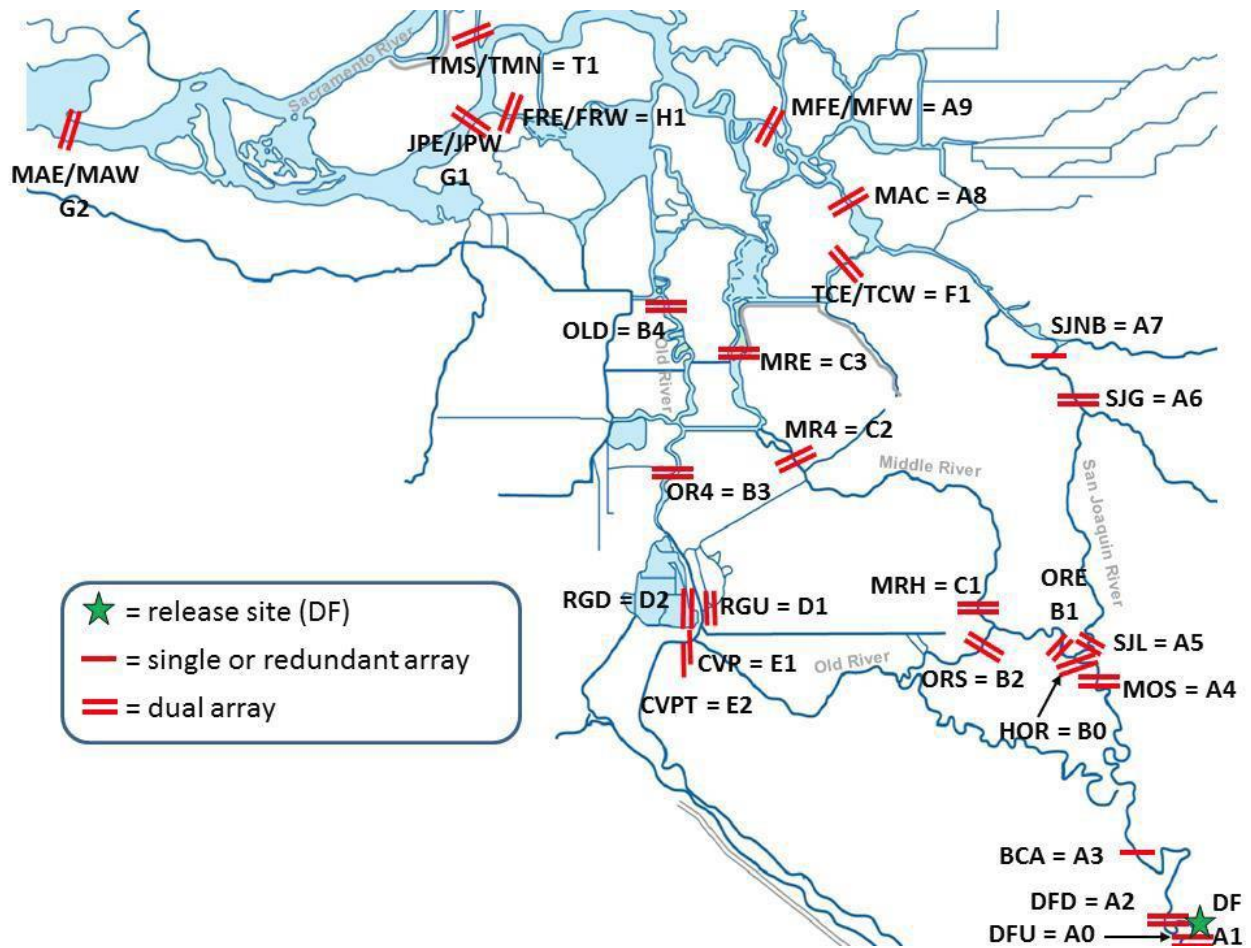 Sacramento River
TMS/TMN = T1
FRE/FRW = H1
MFE/MFW = A9
JPE/JPW
G1
MAE/MAW
G2
MAC = A8
TCE/TCW = F1
OLD = B4
Old River
SJNB = A7
MRE = C3
SJG = A6
MR4 = C2
Middle River
OR4 = B3
San Joaquin River
RGD = D2
RGU = D1
MRH = C1
ORE
B1
SJL = A5
CVP = E1
Old River
ORS = B2
MOS = A4
CVPT = E2
HOR = B0
= release site (DF)
= single or redundant array
= dual array
BCA = A3
DFD = A2
DF
DFU = A0
A1